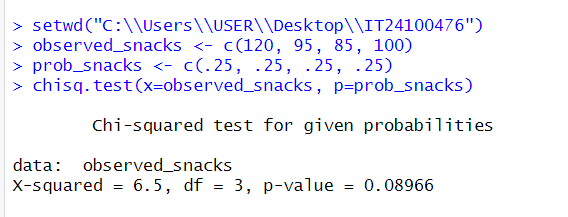 > setwd("C:\\Users\\USER\\Desktop\\IT24100476")
> observed_snacks <- c(120, 95, 85, 100)
> prob_snacks <- c(.25, .25, .25, .25)
> chisq.test(x=observed_snacks, p=prob_snacks)
Chi-squared test for given probabilities
data:  observed_snacks
X-squared = 6.5, df = 3, p-value = 0.08966